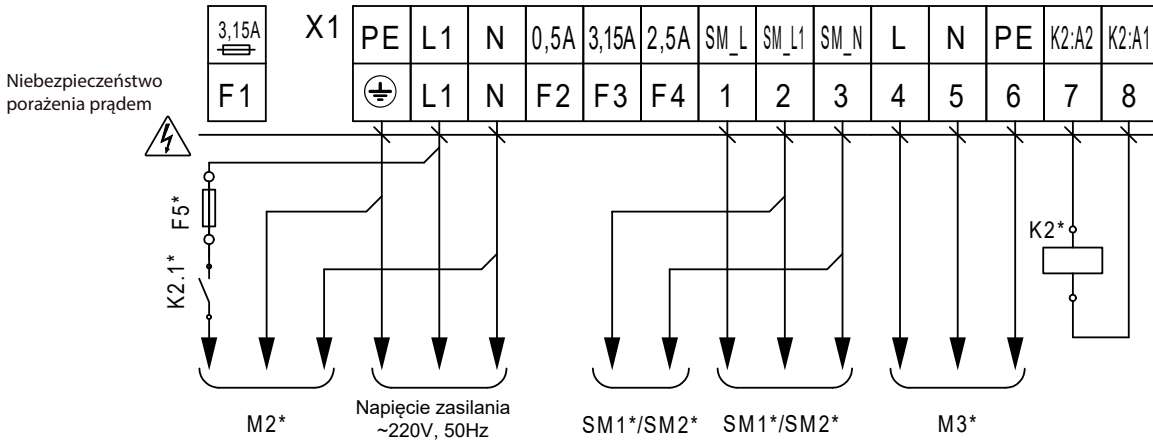 3,15A X1 PE L1 N 0,5A 3,15A 2,5A SM_L SM_L1 SM_N L N PE K2:A2 K2:A1
F1 L1 N F2 F3 F4 1 2 3 4 5 6 7 8
Niebezpieczeństwo
porażenia prądem
F5*
K2.1*
K2*
M2*
Napięcie zasilania
~220V, 50Hz
SM1*/SM2*
SM1*/SM2*
M3*